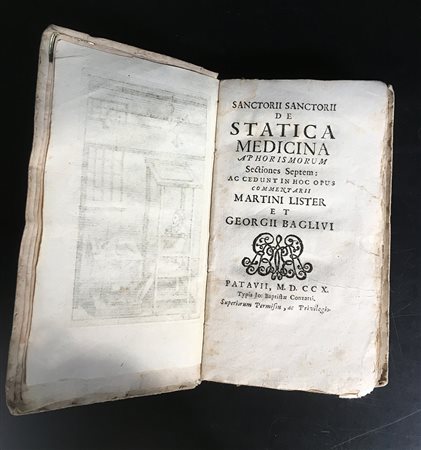 SANCTORII SANCTORII
DE
STATICA
MEDICINA
APHORISMORUM
Sectiones Septem:
AC CEDUNT IN HOC OPUS
COMMENTARII
MARTINI LISTER
ET
GEORGII BAGLIVI
PATAVII, M. D. CC X.
Typis Jo: Baptistæ Conzatti.
Superiorum Permissu, ac Privilegio.